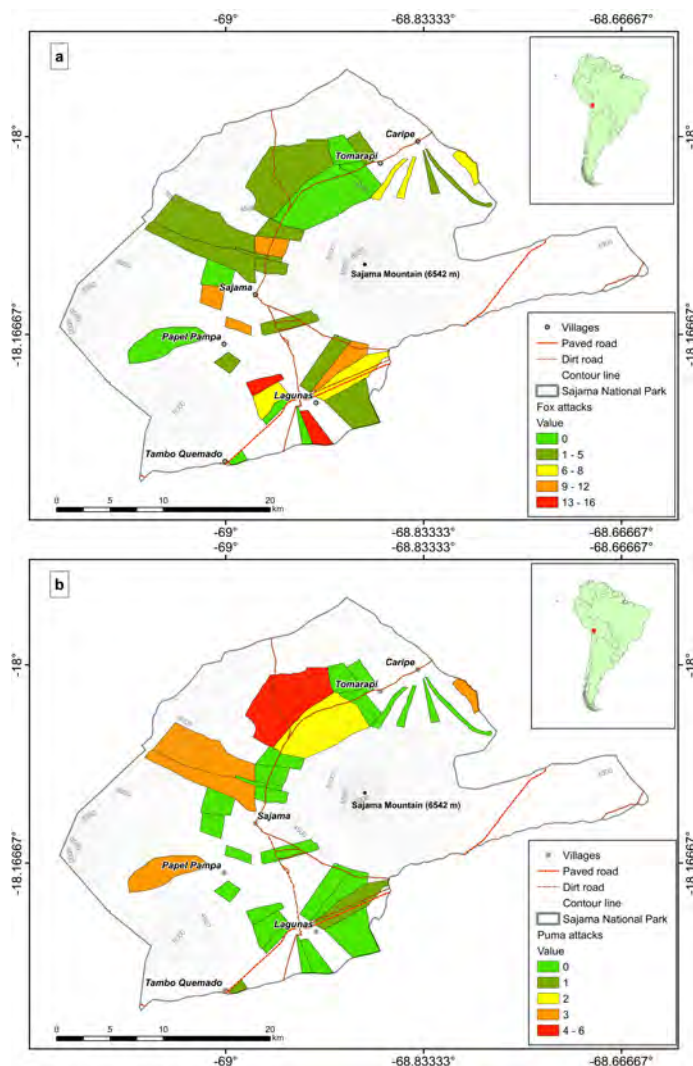 -69°
-68.83333°
-68.66667°
a
-18°
-18°
Caripe
Tomarapi
Sajama Mountain (6542 m)
Sajama
-18.16667°
-18.16667°
Papel Pampa
Lagunas
Tambo Quemado
Villages
Paved road
Dirt road
Contour line
Sajama National Park
Fox attacks
Value
0
1 - 5
6 - 8
9 - 12
13 - 16
0 5 10 20
km
-69°
-68.83333°
-68.66667°
-69°
-68.83333°
-68.66667°
b
-18°
-18°
Caripe
Tomarapi
Sajama Mountain (6542 m)
Sajama
-18.16667°
-18.16667°
Papel Pampa
Lagunas
Tambo Quemado
Villages
Paved road
Dirt road
Contour line
Sajama National Park
Puma attacks
Value
0
1
2
3
4 - 6
0 5 10 20
km
-69°
-68.83333°
-68.66667°